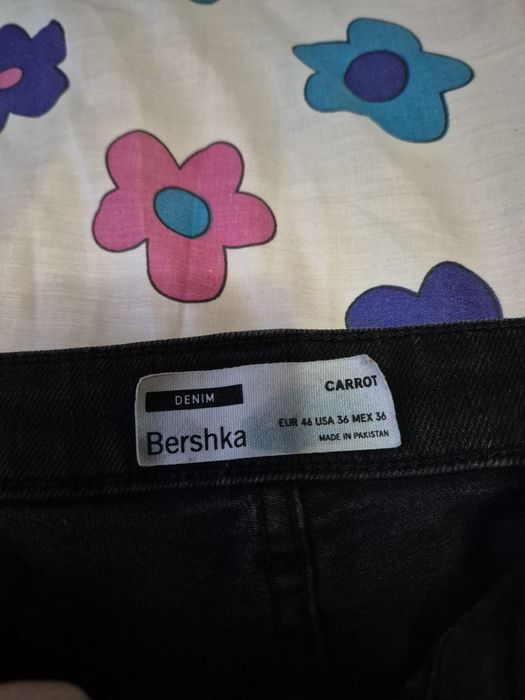 DENIM
CARROT
Bershka
EUR 46 USA 36 MEX 36
MADE IN PAKISTAN